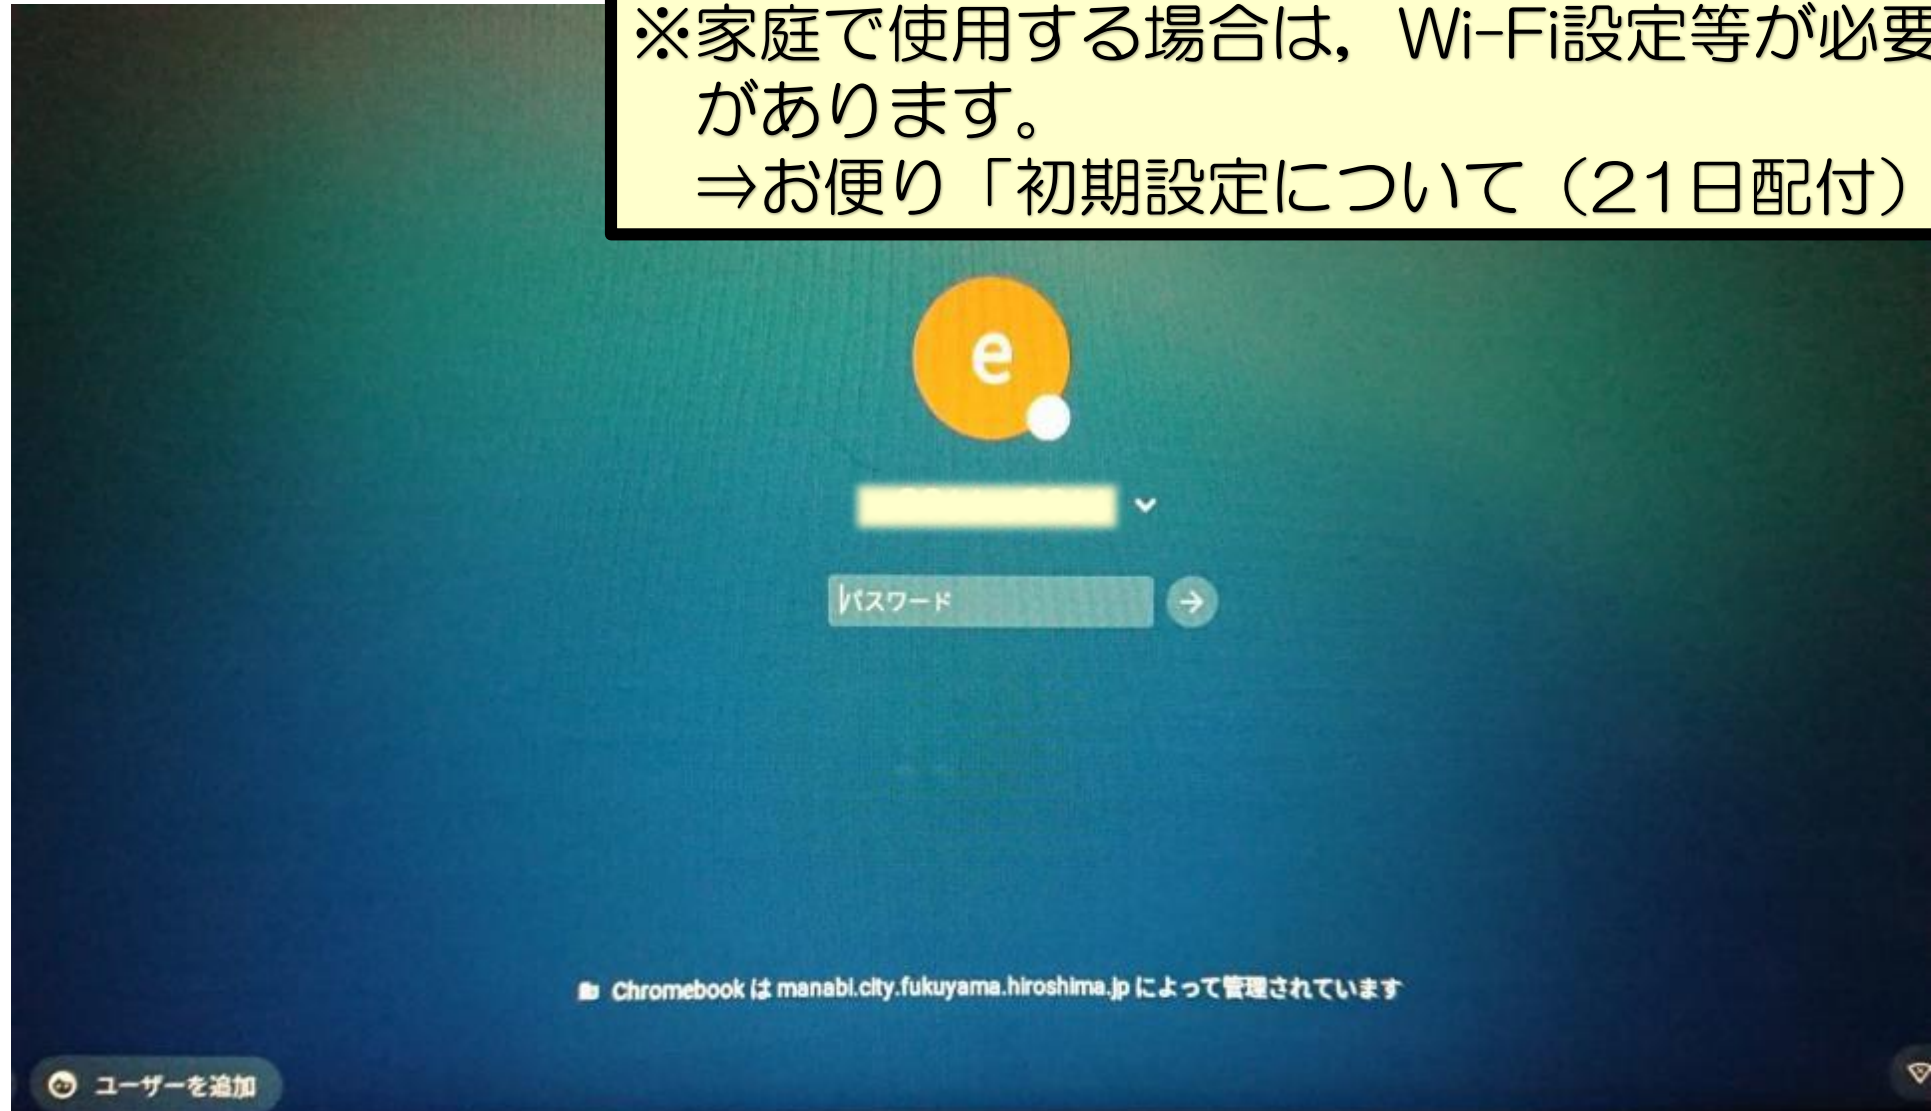 ※家庭で使用する場合は，Wi-Fi設定等が必要
があります。
⇒お便り「初期設定について（21日配付）
e
パスワード
Chromebook は manabi.city.fukuyama.hiroshima.jp によって管理されています
ユーザーを追加